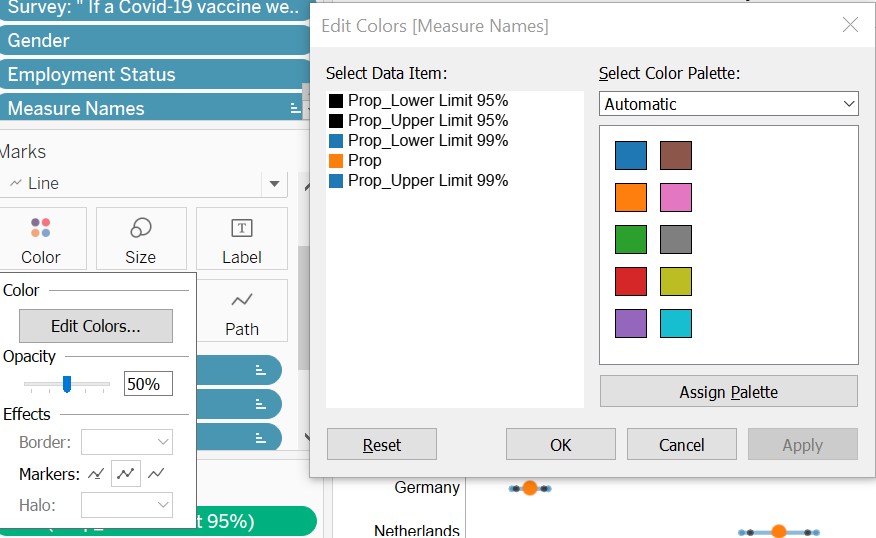 Survey: " If a Covid-19 vaccine we..
Gender
Employment Status
Measure Names
Marks
Line
Color
Size
Label
Path
Color
Edit Colors...
Opacity
50%
Effects
Border:
Markers:
Halo:
t 95%)
Edit Colors [Measure Names]
Select Data Item:
Prop_Lower Limit 95%
Prop_Upper Limit 95%
Prop_Lower Limit 99%
Prop
Prop_Upper Limit 99%
Select Color Palette:
Automatic
Assign Palette
Reset
OK
Cancel
Apply
Germany
Netherlands